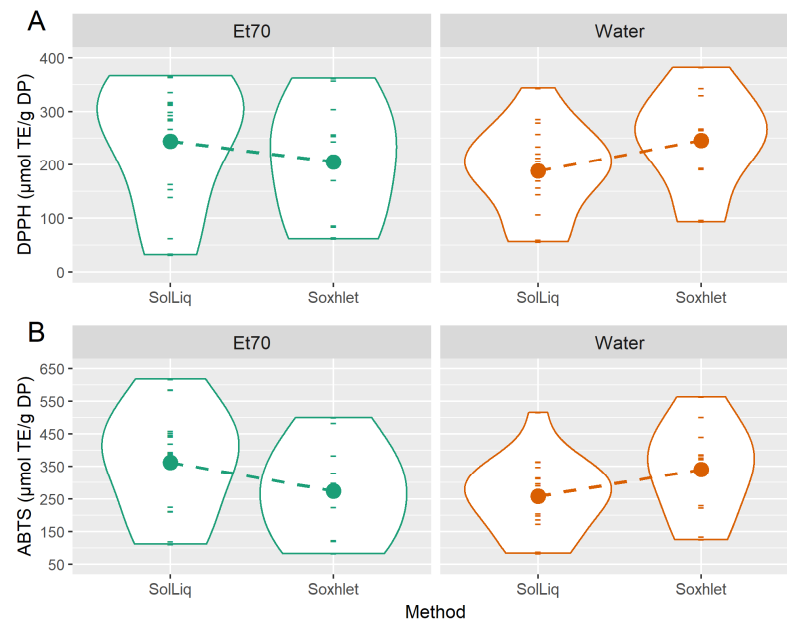 A
Et70 Water
DPPH (µmol TE/g DP)
400
300
200
100
0
SolLiq Soxhlet SolLiq Soxhlet
B
Et70 Water
ABTS (µmol TE/g DP)
650
550
450
350
250
150
50
SolLiq Soxhlet SolLiq Soxhlet
Method